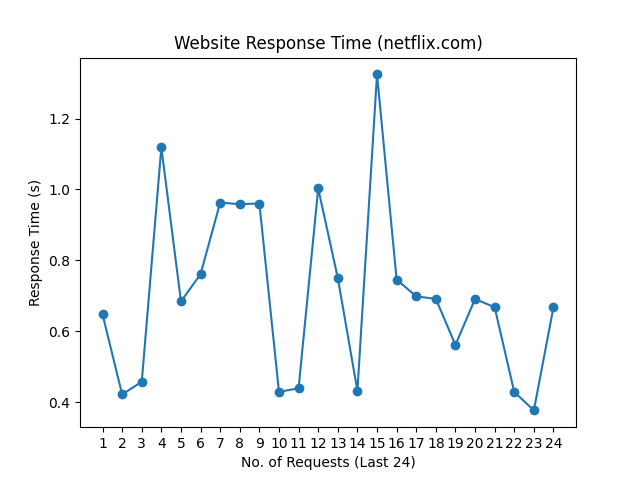 Website Response Time (netflix.com)
Response Time (s)
1.2
1.0
0.8
0.6
0.4
1 2 3 4 5 6 7 8 9 10 11 12 13 14 15 16 17 18 19 20 21 22 23 24
No. of Requests (Last 24)